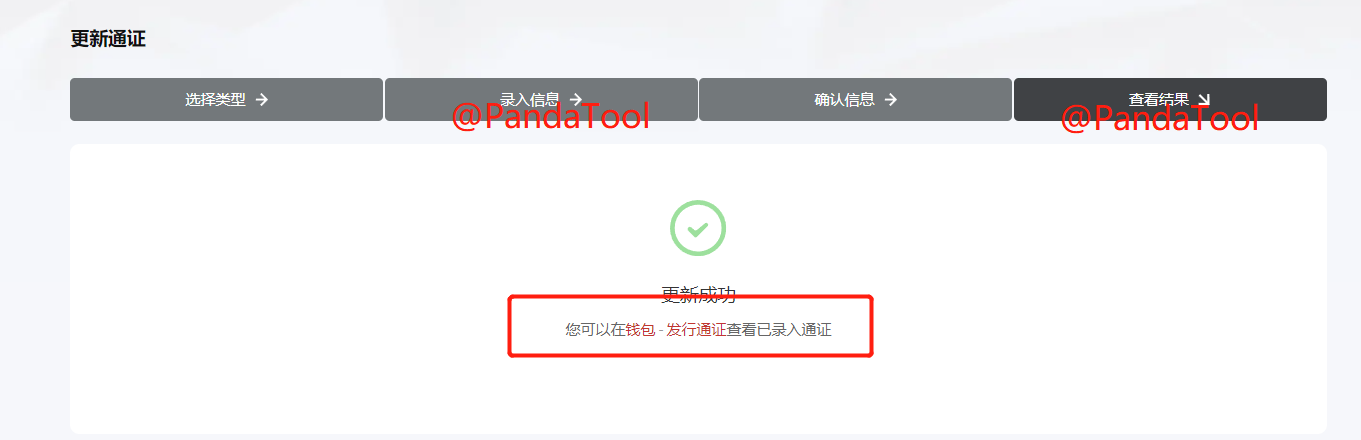 更新通证
选择类型 →
录入信息 →
确认信息 →
查看结果 ↘
@PandaTool
@PandaTool
更新成功
您可以在钱包 - 发行通证查看已录入通证